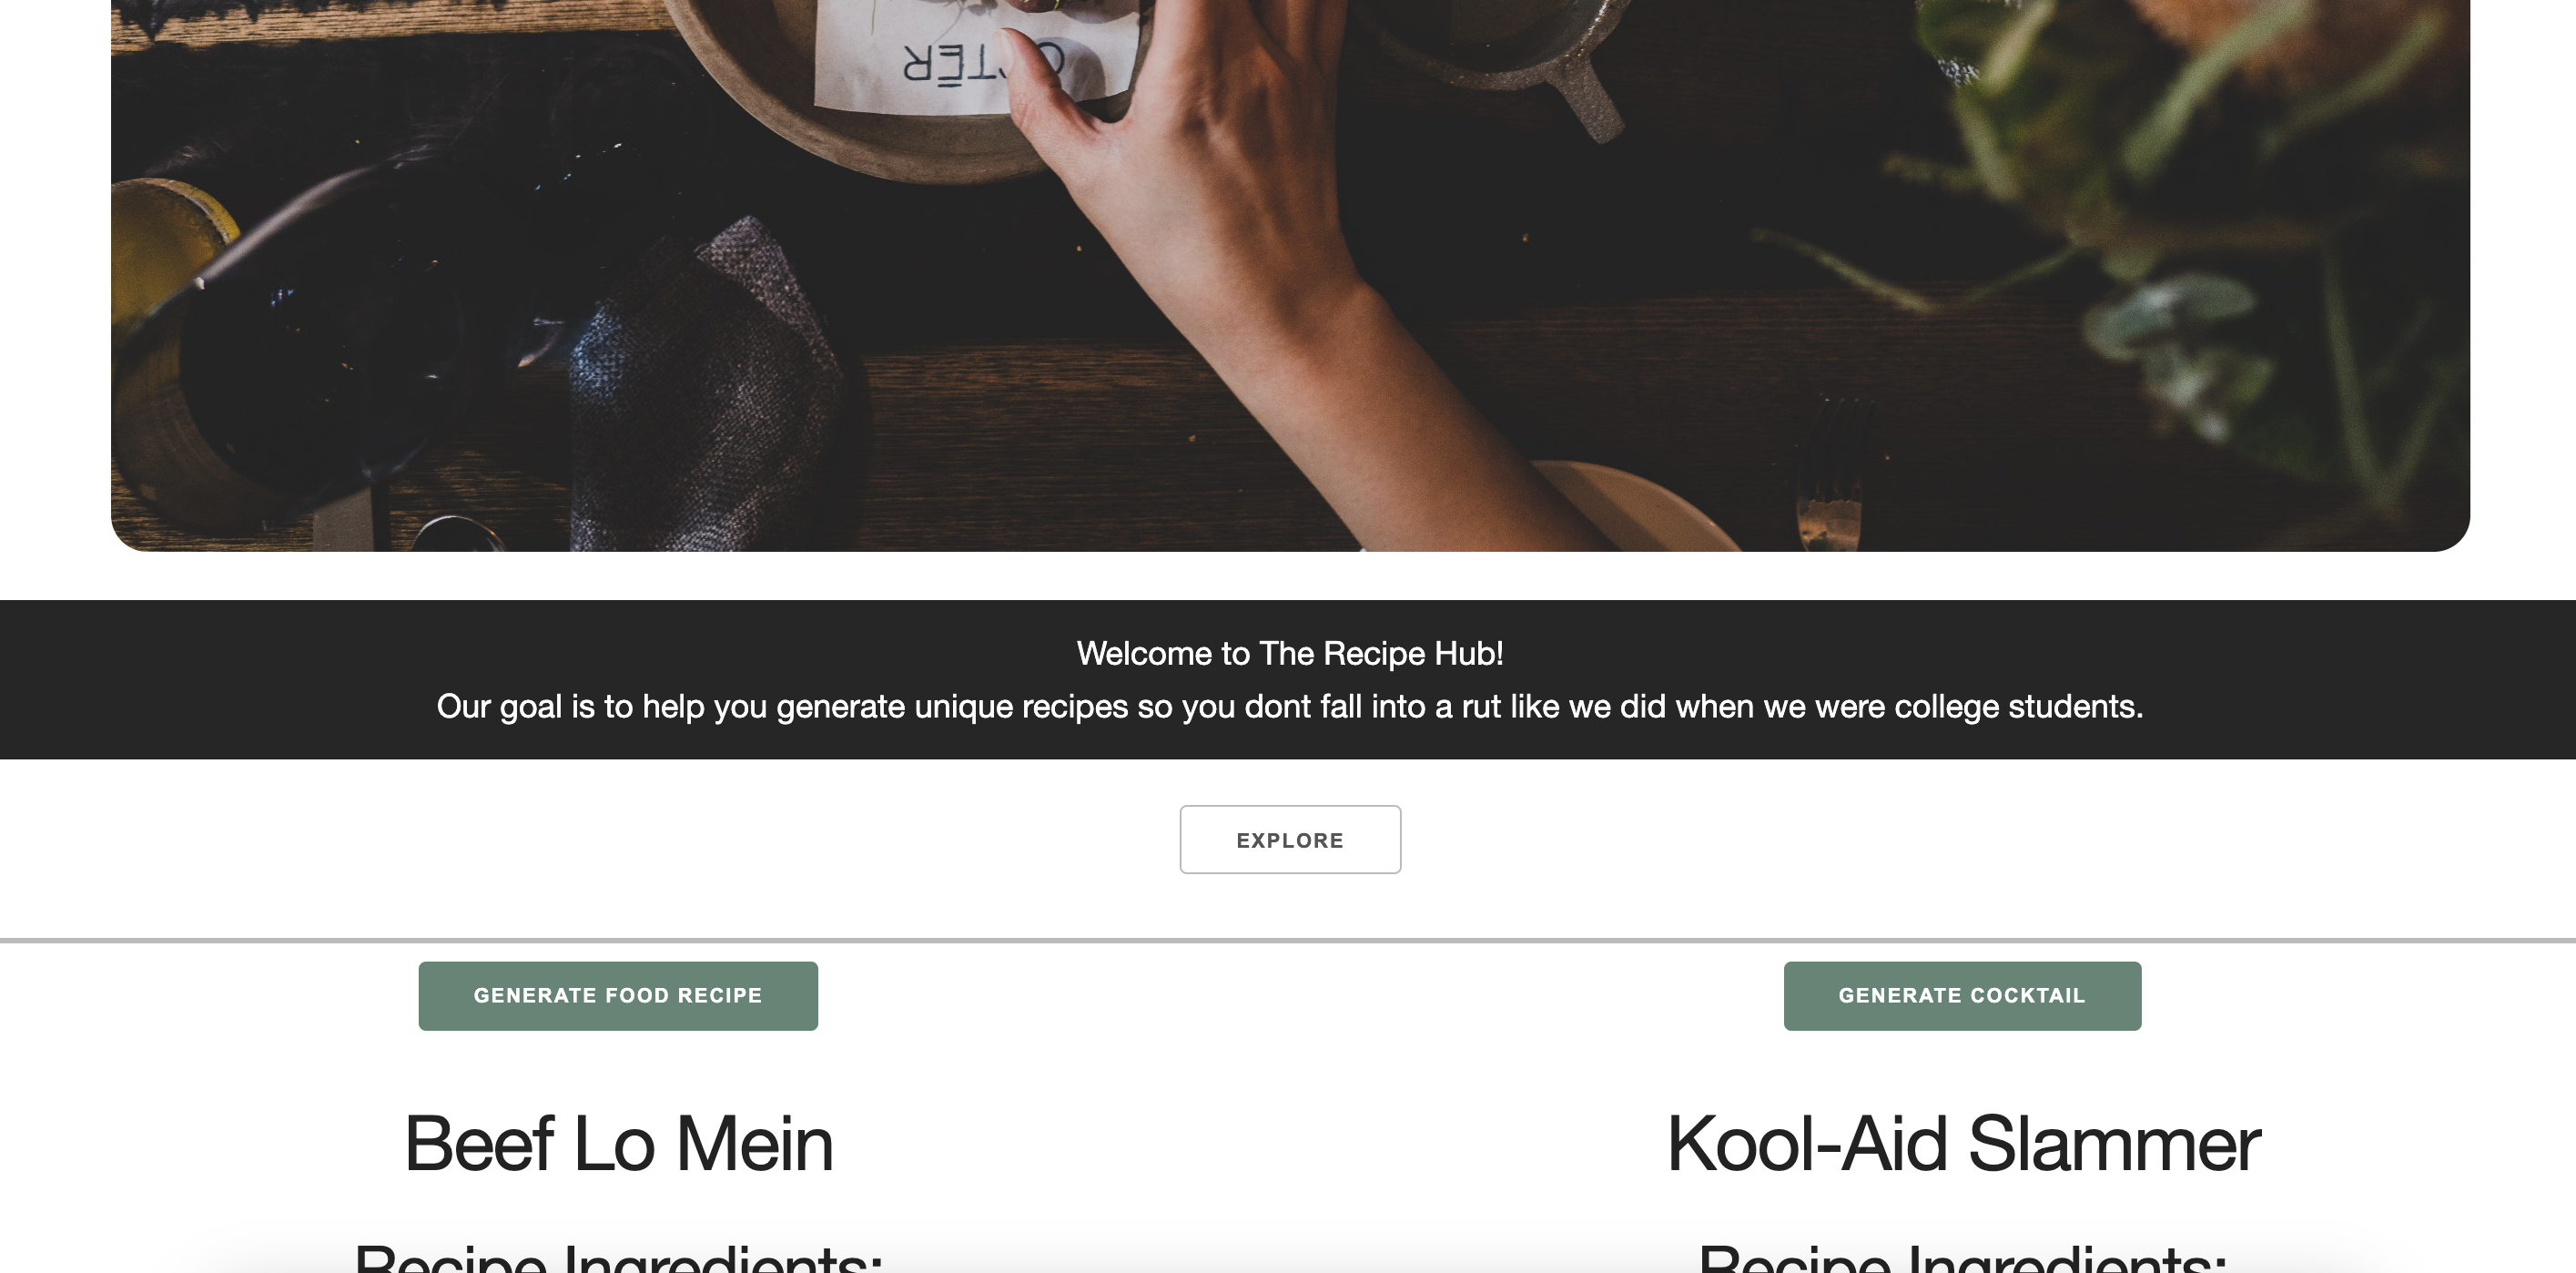 Welcome to The Recipe Hub!
Our goal is to help you generate unique recipes so you dont fall into a rut like we did when we were college students.
EXPLORE
GENERATE FOOD RECIPE
GENERATE COCKTAIL
Beef Lo Mein
Kool-Aid Slammer
Recipe Ingredients:
Recipe Ingredients: